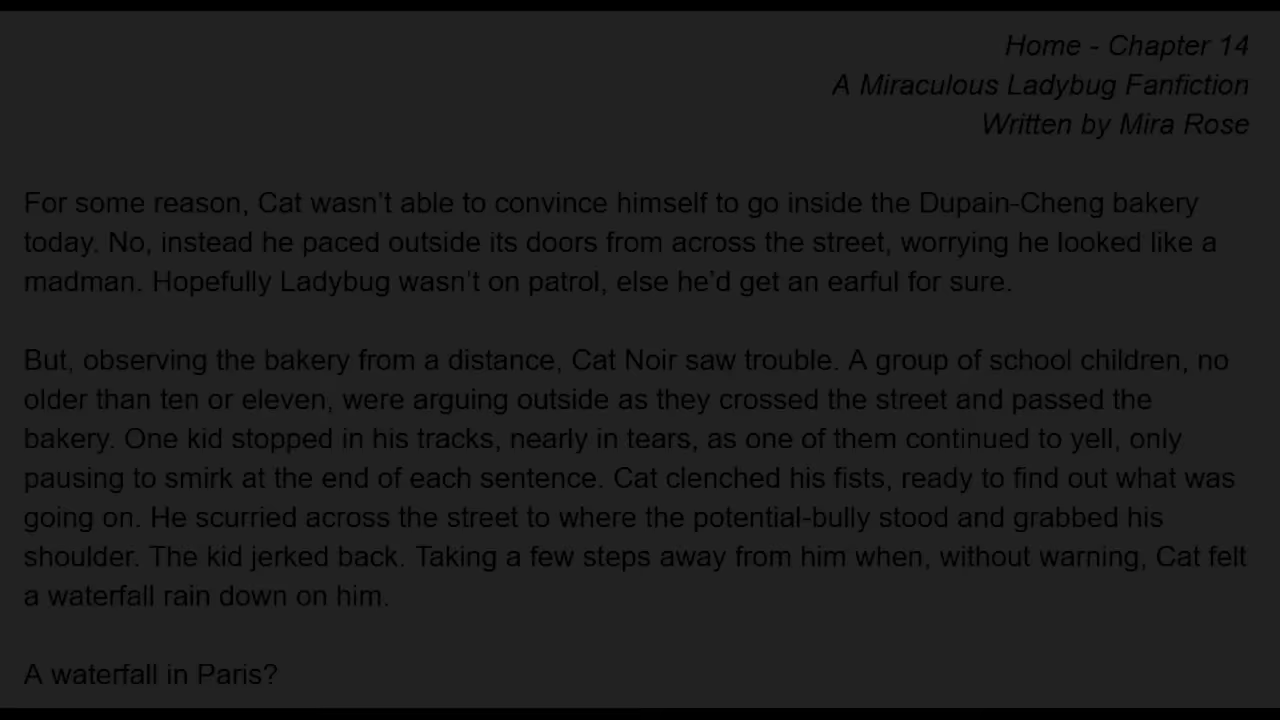 Home - Chapter 14
A Miraculous Ladybug Fanfiction
Written by Mira Rose
For some reason, Cat wasn’t able to convince himself to go inside the Dupain-Cheng bakery
today. No, instead he paced outside its doors from across the street, worrying he looked like a
madman. Hopefully Ladybug wasn’t on patrol, else he’d get an earful for sure.
But, observing the bakery from a distance, Cat Noir saw trouble. A group of school children, no
older than ten or eleven, were arguing outside as they crossed the street and passed the
bakery. One kid stopped in his tracks, nearly in tears, as one of them continued to yell, only
pausing to smirk at the end of each sentence. Cat clenched his fists, ready to find out what was
going on. He scurried across the street to where the potential-bully stood and grabbed his
shoulder. The kid jerked back. Taking a few steps away from him when, without warning, Cat felt
a waterfall rain down on him.
A waterfall in Paris?